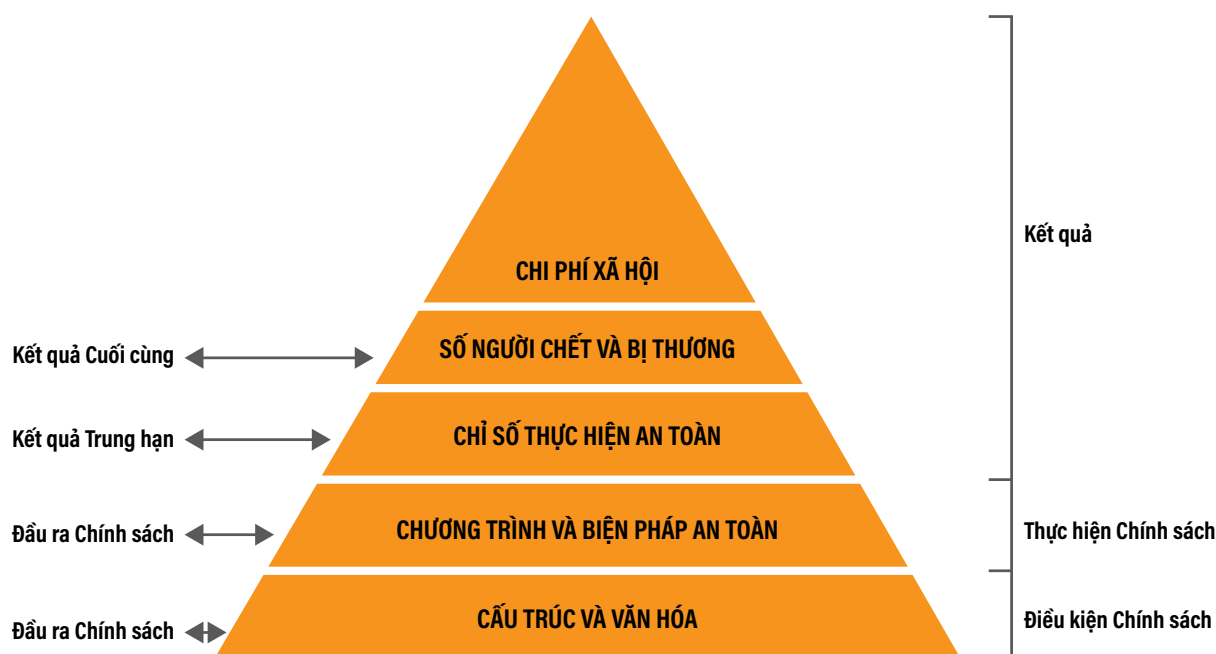 CHI PHÍ XÃ HỘI
Kết quả
Kết quả Cuối cùng
SỐ NGƯỜI CHẾT VÀ BỊ THƯƠNG
Kết quả Trung hạn
CHỈ SỐ THỰC HIỆN AN TOÀN
Đầu ra Chính sách
CHƯƠNG TRÌNH VÀ BIỆN PHÁP AN TOÀN
Thực hiện Chính sách
Đầu ra Chính sách
CẤU TRÚC VÀ VĂN HÓA
Điều kiện Chính sách